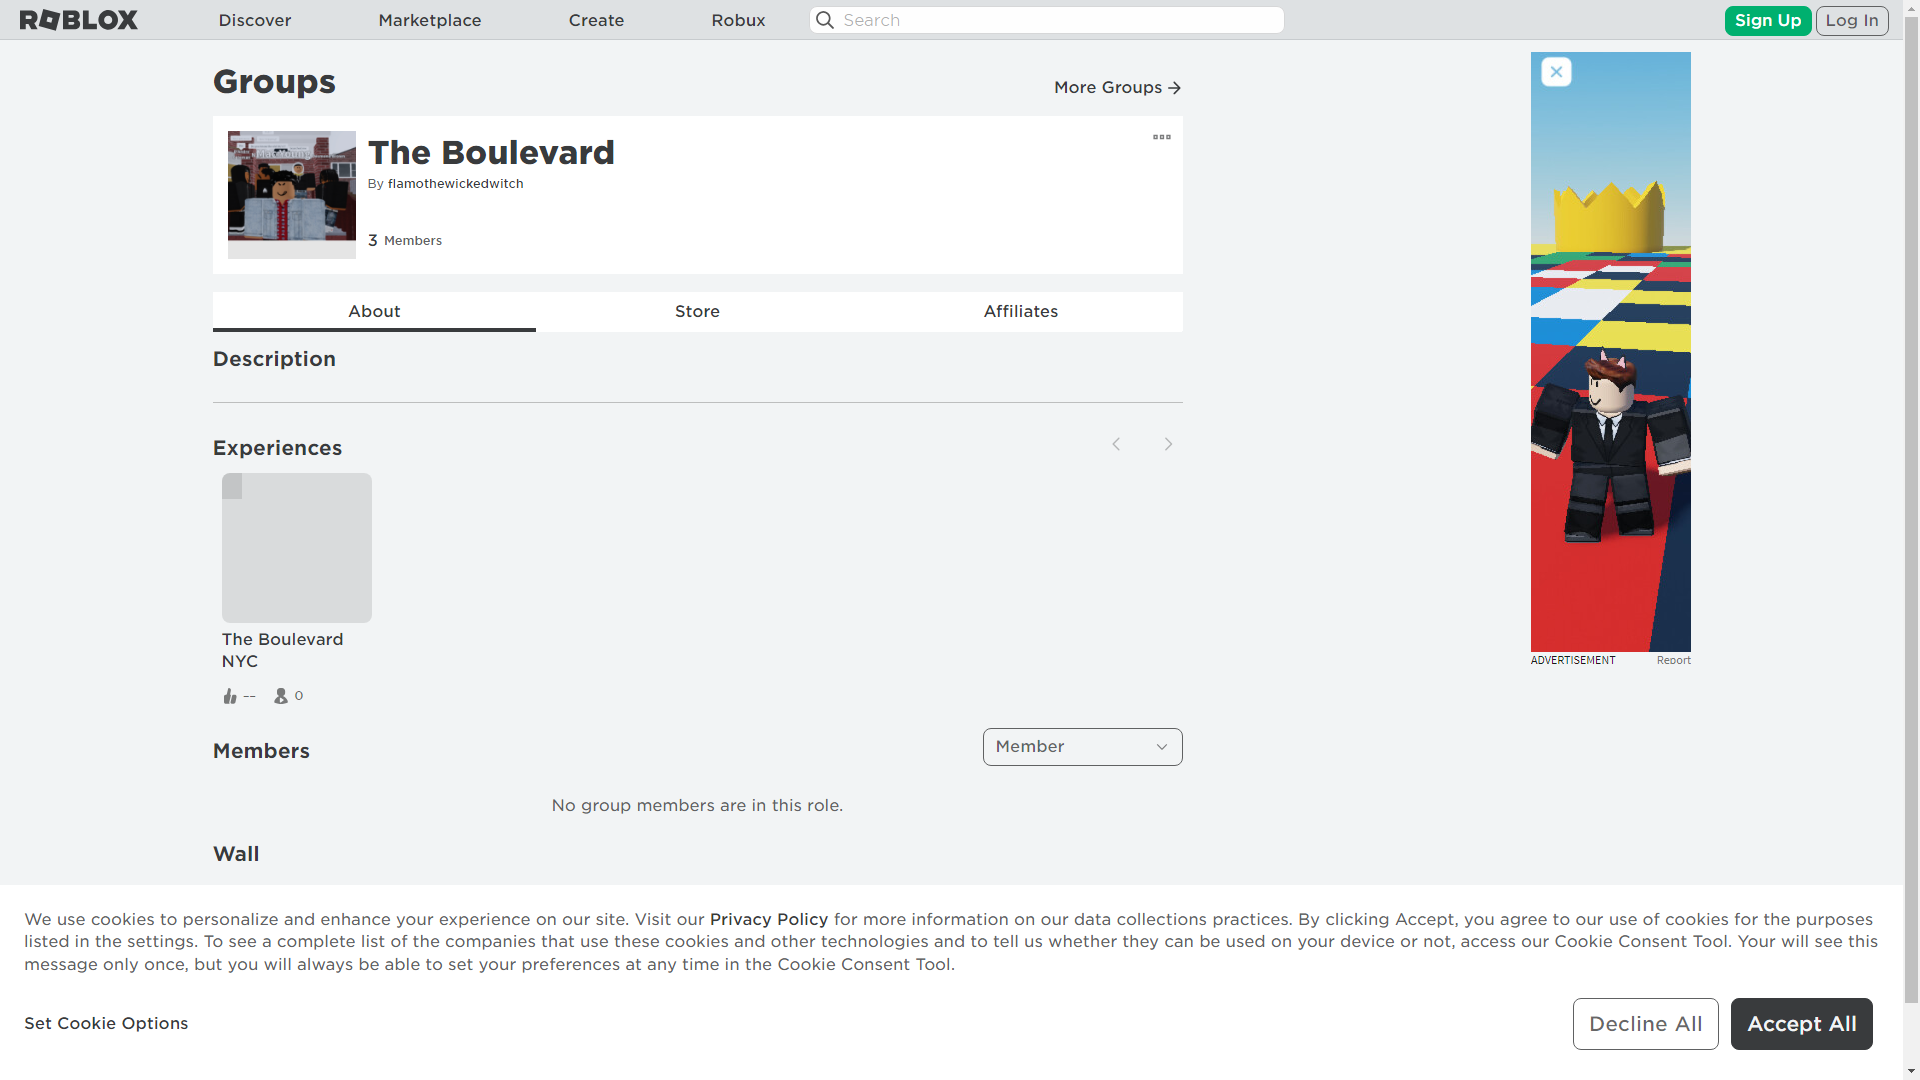 ROBLOX Discover Marketplace Create Robux Search Sign Up Log In
Groups
More Groups
The Boulevard
By flamothewickedwitch
3 Members
About Store Affiliates
Description
Experiences
The Boulevard
NYC
-- 0
Members
Member
No group members are in this role.
Wall
ADVERTISEMENT Report
We use cookies to personalize and enhance your experience on our site. Visit our Privacy Policy for more information on our data collections practices. By clicking Accept, you agree to our use of cookies for the purposes
listed in the settings. To see a complete list of the companies that use these cookies and other technologies and to tell us whether they can be used on your device or not, access our Cookie Consent Tool. Your will see this
message only once, but you will always be able to set your preferences at any time in the Cookie Consent Tool.
Set Cookie Options
Decline All
Accept All